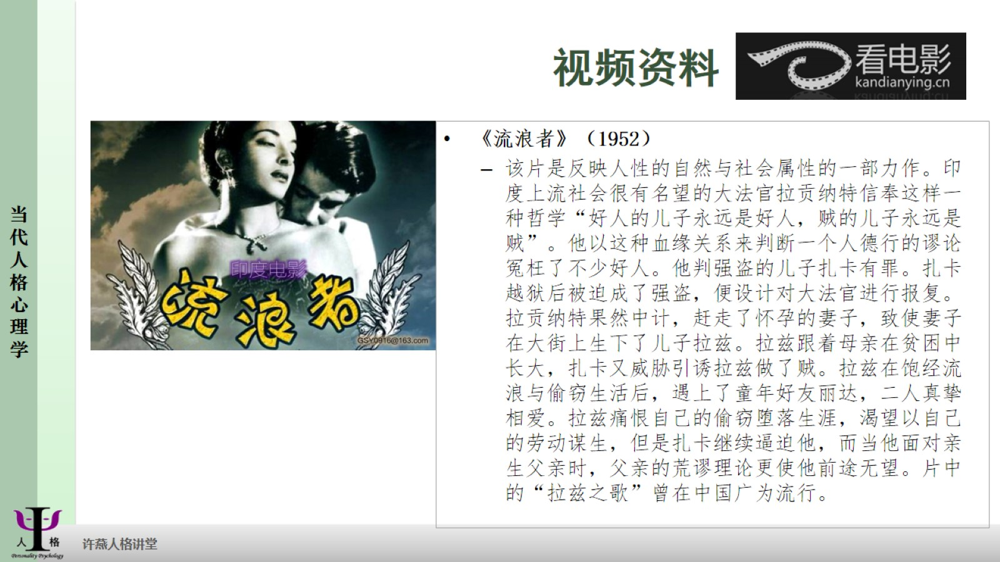 视频资料
看电影
kandianying.cn
印度电影
流浪者
GSY0916@163.com
• 《流浪者》（1952）
– 该片是反映人性的自然与社会属性的一部力作。印
度上流社会很有名望的大法官拉贡纳特信奉这样一
种哲学“好人的儿子永远是好人，贼的儿子永远是
贼”。他以这种血缘关系来判断一个人德行的谬论
冤枉了不少好人。他判强盗的儿子扎卡有罪。扎卡
越狱后被迫成了强盗，便设计对大法官进行报复。
拉贡纳特果然中计，赶走了怀孕的妻子，致使妻子
在大街上生下了儿子拉兹。拉兹跟着母亲在贫困中
长大，扎卡又威胁引诱拉兹做了贼。拉兹在饱经流
浪与偷窃生活后，遇上了童年好友丽达，二人真挚
相爱。拉兹痛恨自己的偷窃堕落生涯，渴望以自己
的劳动谋生，但是扎卡继续逼迫他，而当他面对亲
生父亲时，父亲的荒谬理论更使他前途无望。片中
的“拉兹之歌”曾在中国广为流行。
当代人格心理学
人格
Personality Psychology
许燕人格讲堂